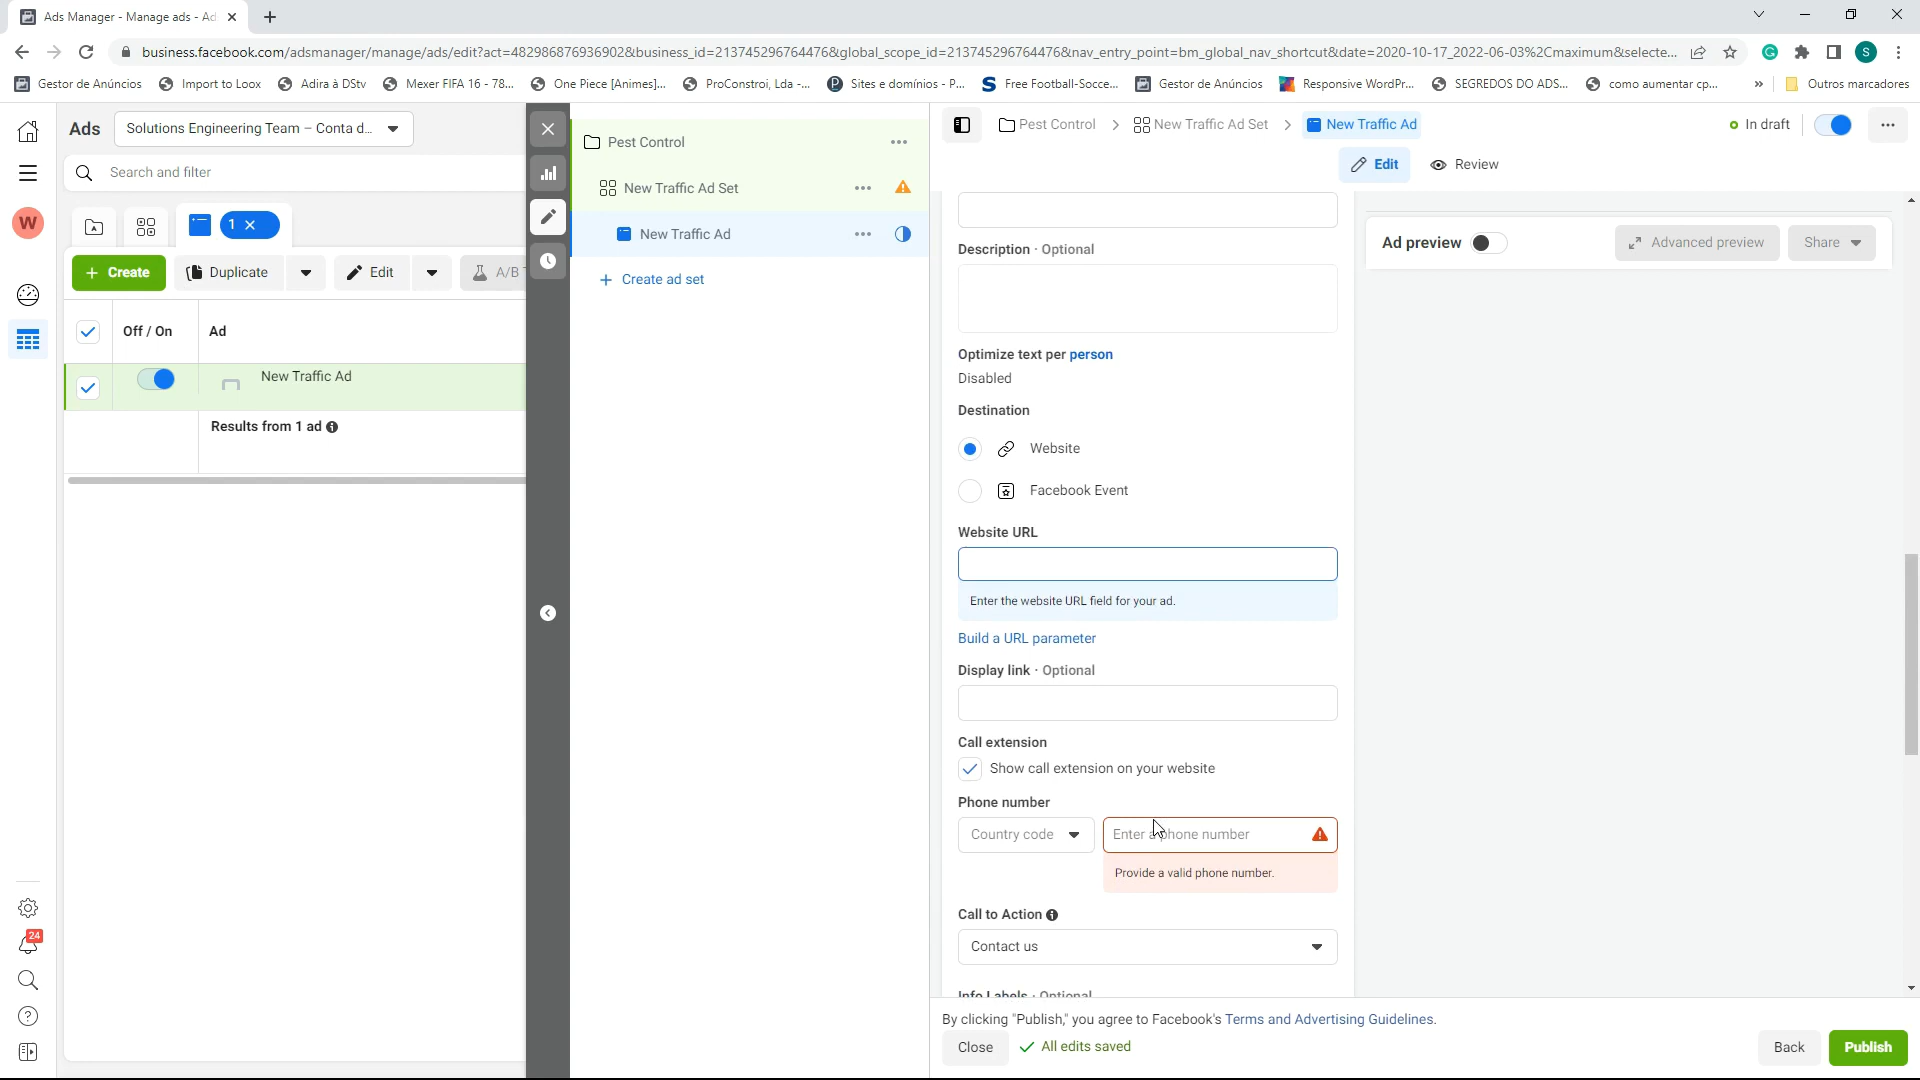 Ads Manager - Manage ads - Ad
business.facebook.com/adsmanager/manage/ads/edit?act=482986876936902&business_id=213745296764476&global_scope_id=213745296764476&nav_entry_point=bm_global_nav_shortcut&date=2020-10-17_2022-06-03%2Cmaximum&selecte...
S
Gestor de Anúncios Import to Loox Adira à DStv Mexer FIFA 16 - 78... One Piece [Animes]... ProConstroi, Lda -... Sites e domínios - P... Free Football-Socce... Gestor de Anúncios Responsive WordPr... SEGREDOS DO ADS... como aumentar cp... » Outros marcadores
Ads Solutions Engineering Team – Conta d...
Search and filter
W
1
Create Duplicate Edit A/B
Off / On Ad
New Traffic Ad
Results from 1 ad
24
Pest Control
New Traffic Ad Set
New Traffic Ad
Create ad set
Pest Control New Traffic Ad Set New Traffic Ad
In draft
Edit Review
Description · Optional
Optimize text per person
Disabled
Destination
Website
Facebook Event
Website URL
Enter the website URL field for your ad.
Build a URL parameter
Display link · Optional
Call extension
Show call extension on your website
Phone number
Country code Enter a phone number
Provide a valid phone number.
Call to Action
Contact us
Info Labels · Optional
Ad preview Advanced preview Share
By clicking "Publish," you agree to Facebook's Terms and Advertising Guidelines.
Close All edits saved Back Publish